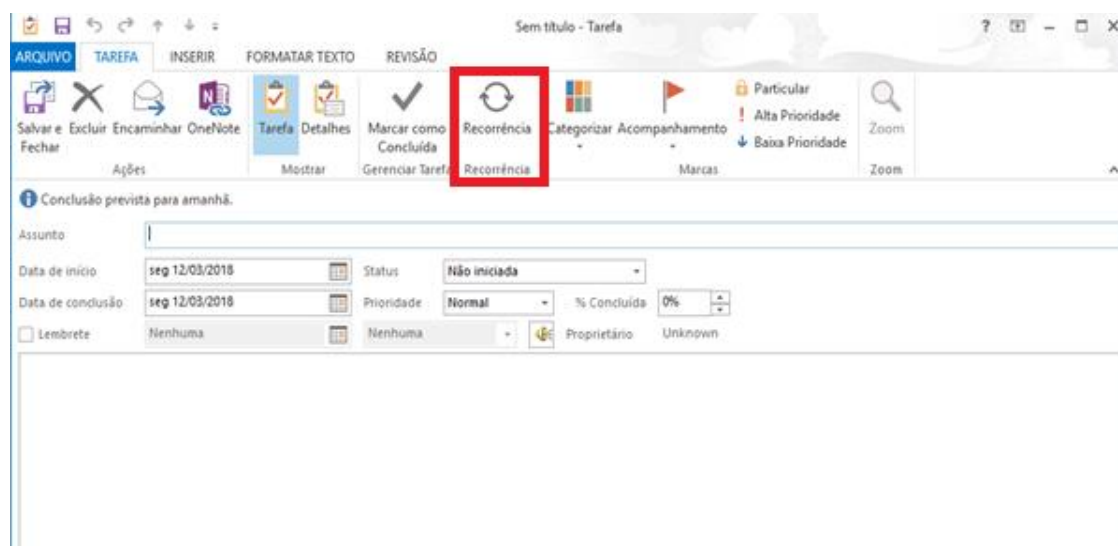 Sem título - Tarefa
ARQUIVO TAREFA INSERIR FORMATAR TEXTO REVISÃO
Salvar e Fechar Excluir Encaminhar OneNote Tarefa Detalhes Marcar como Concluída Recorrência Categorizar Acompanhamento Particular Alta Prioridade Baixa Prioridade Zoom
Ações Mostrar Gerenciar Tarefa Recorrência Marcas Zoom
Conclusão prevista para amanhã.
Assunto
Data de início seg 12/03/2018 Status Não iniciada
Data de conclusão seg 12/03/2018 Prioridade Normal % Concluída 0%
Lembrete Nenhuma Nenhuma Proprietário Unknown